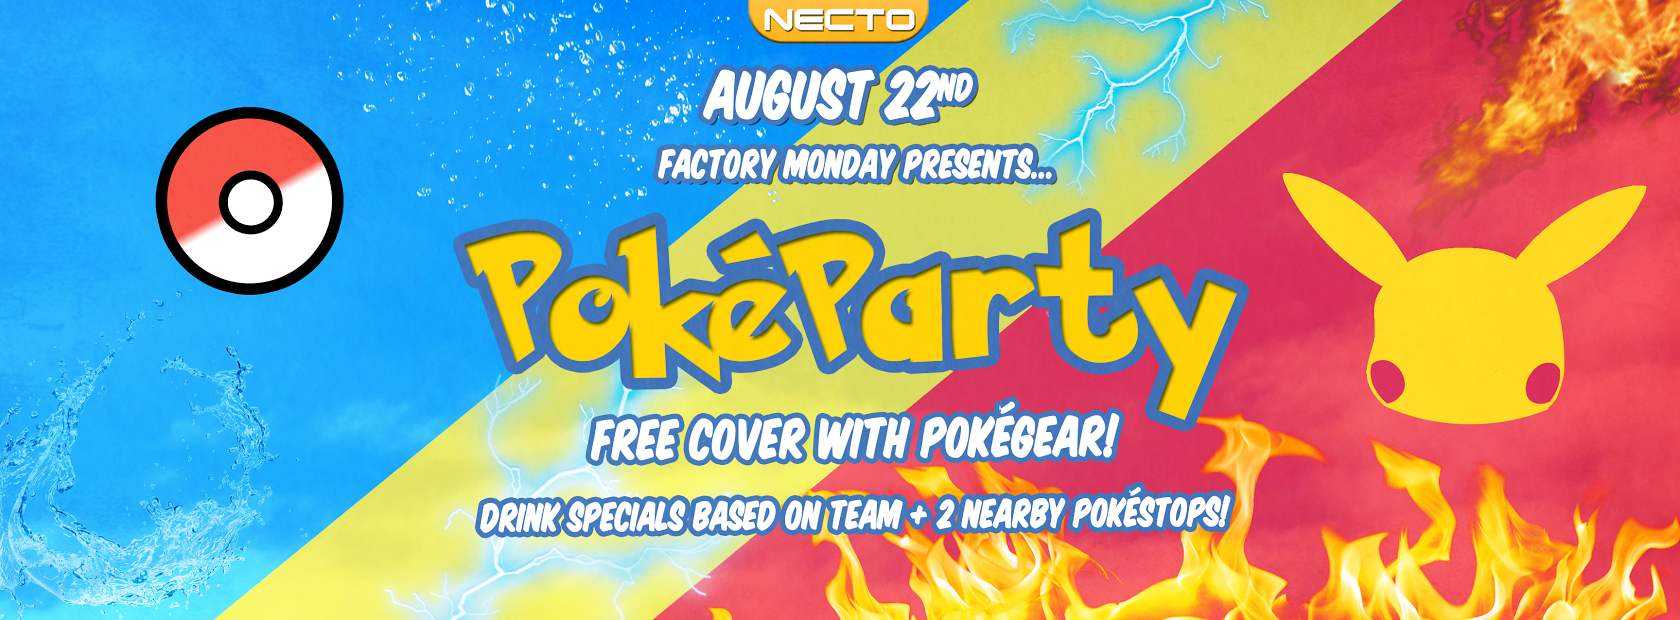 NECTO
AUGUST 22ND
FACTORY MONDAY PRESENTS...
PokéParty
FREE COVER WITH POKÉGEAR!
DRINK SPECIALS BASED ON TEAM + 2 NEARBY POKÉSTOPS!